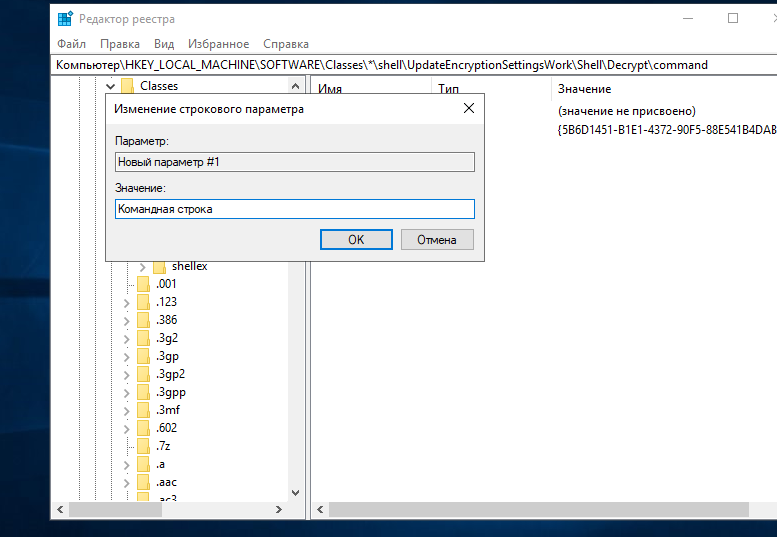 Редактор реестра
Файл Правка Вид Избранное Справка
Компьютер\HKEY_LOCAL_MACHINE\SOFTWARE\Classes\*\shell\UpdateEncryptionSettingsWork\Shell\Decrypt\command
Classes
Имя Тип Значение
(значение не присвоено)
{5B6D1451-B1E1-4372-90F5-88E541B4DAB
Изменение строкового параметра
Параметр:
Новый параметр #1
Значение:
Командная строка
OK Отмена
shellex
.001
.123
.386
.3g2
.3gp
.3gp2
.3gpp
.3mf
.602
.7z
.a
.aac
.ac3